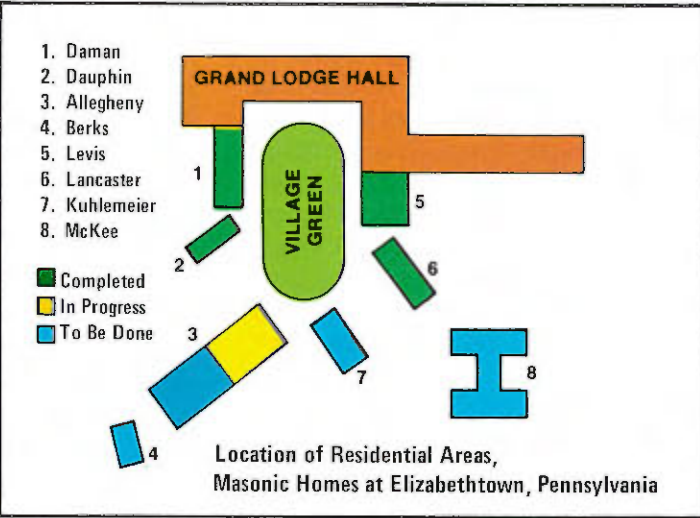 1. Daman
2. Dauphin
3. Allegheny
4. Berks
5. Levis
6. Lancaster
7. Kuhlemeier
8. McKee
Completed
In Progress
To Be Done
GRAND LODGE HALL
VILLAGE
GREEN
1
2
3
4
5
6
7
8
Location of Residential Areas,
Masonic Homes at Elizabethtown, Pennsylvania